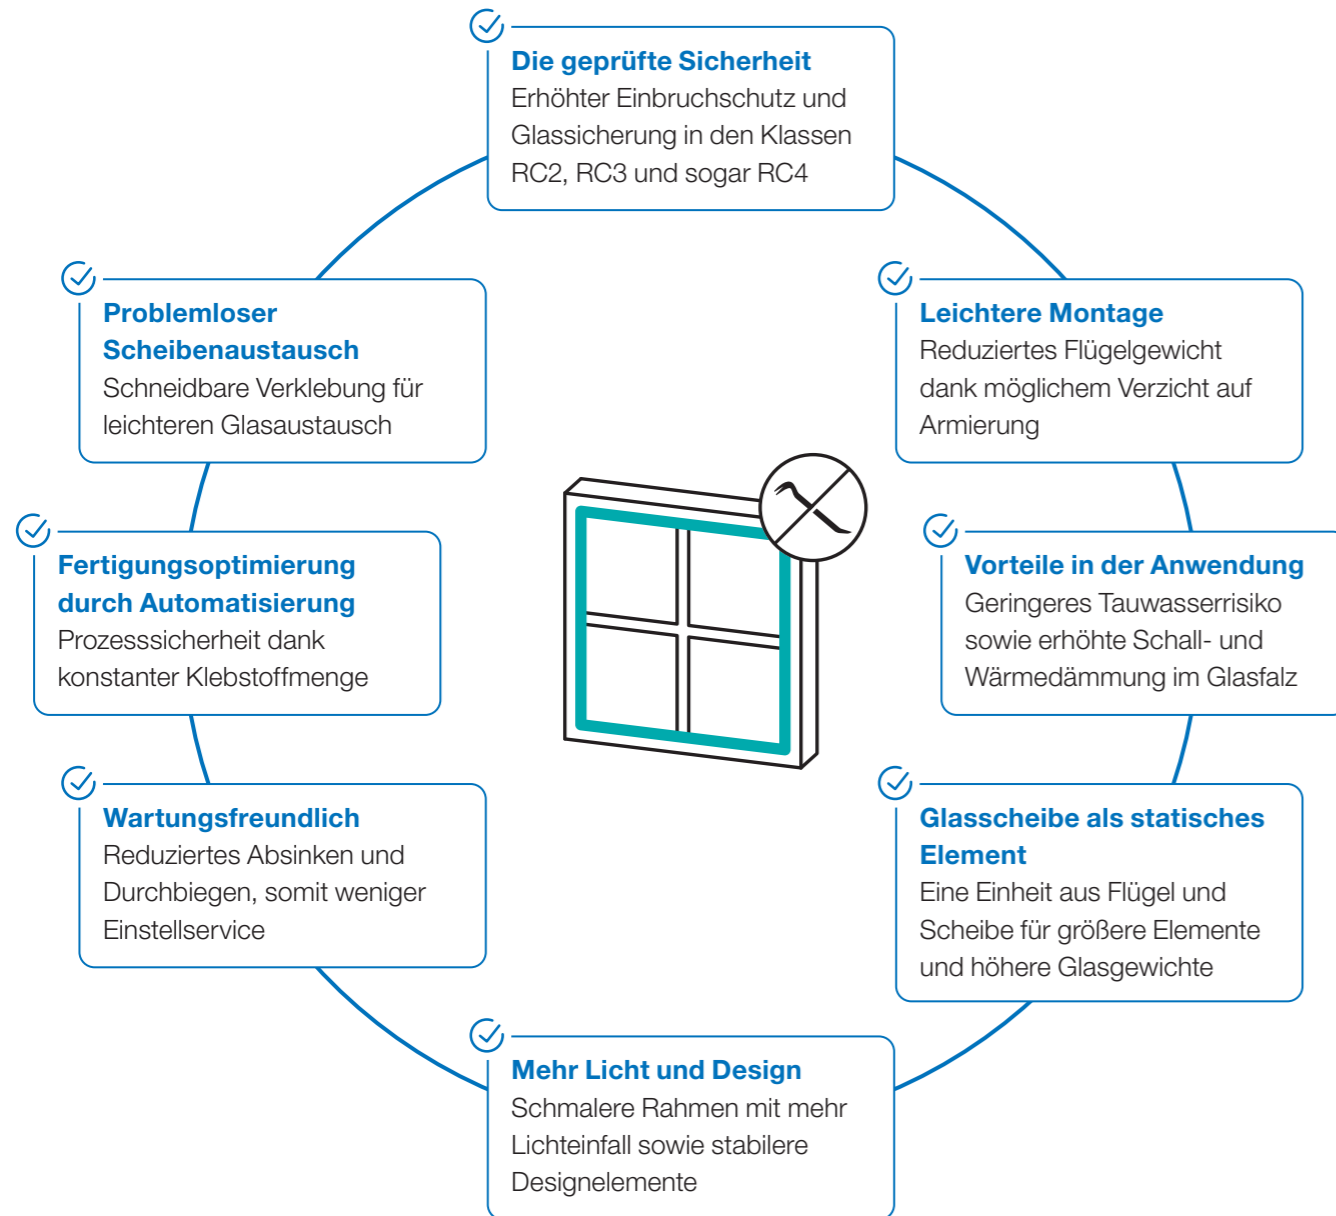 Die geprüfte Sicherheit
Erhöhter Einbruchschutz und
Glassicherung in den Klassen
RC2, RC3 und sogar RC4
Problemloser
Scheibenaustausch
Schneidbare Verklebung für
leichteren Glasaustausch
Leichtere Montage
Reduziertes Flügelgewicht
dank möglichem Verzicht auf
Armierung
Fertigungsoptimierung
durch Automatisierung
Prozesssicherheit dank
konstanter Klebstoffmenge
Vorteile in der Anwendung
Geringeres Tauwasserrisiko
sowie erhöhte Schall- und
Wärmedämmung im Glasfalz
Wartungsfreundlich
Reduziertes Absinken und
Durchbiegen, somit weniger
Einstellservice
Glasscheibe als statisches
Element
Eine Einheit aus Flügel und
Scheibe für größere Elemente
und höhere Glasgewichte
Mehr Licht und Design
Schmalere Rahmen mit mehr
Lichteinfall sowie stabilere
Designelemente